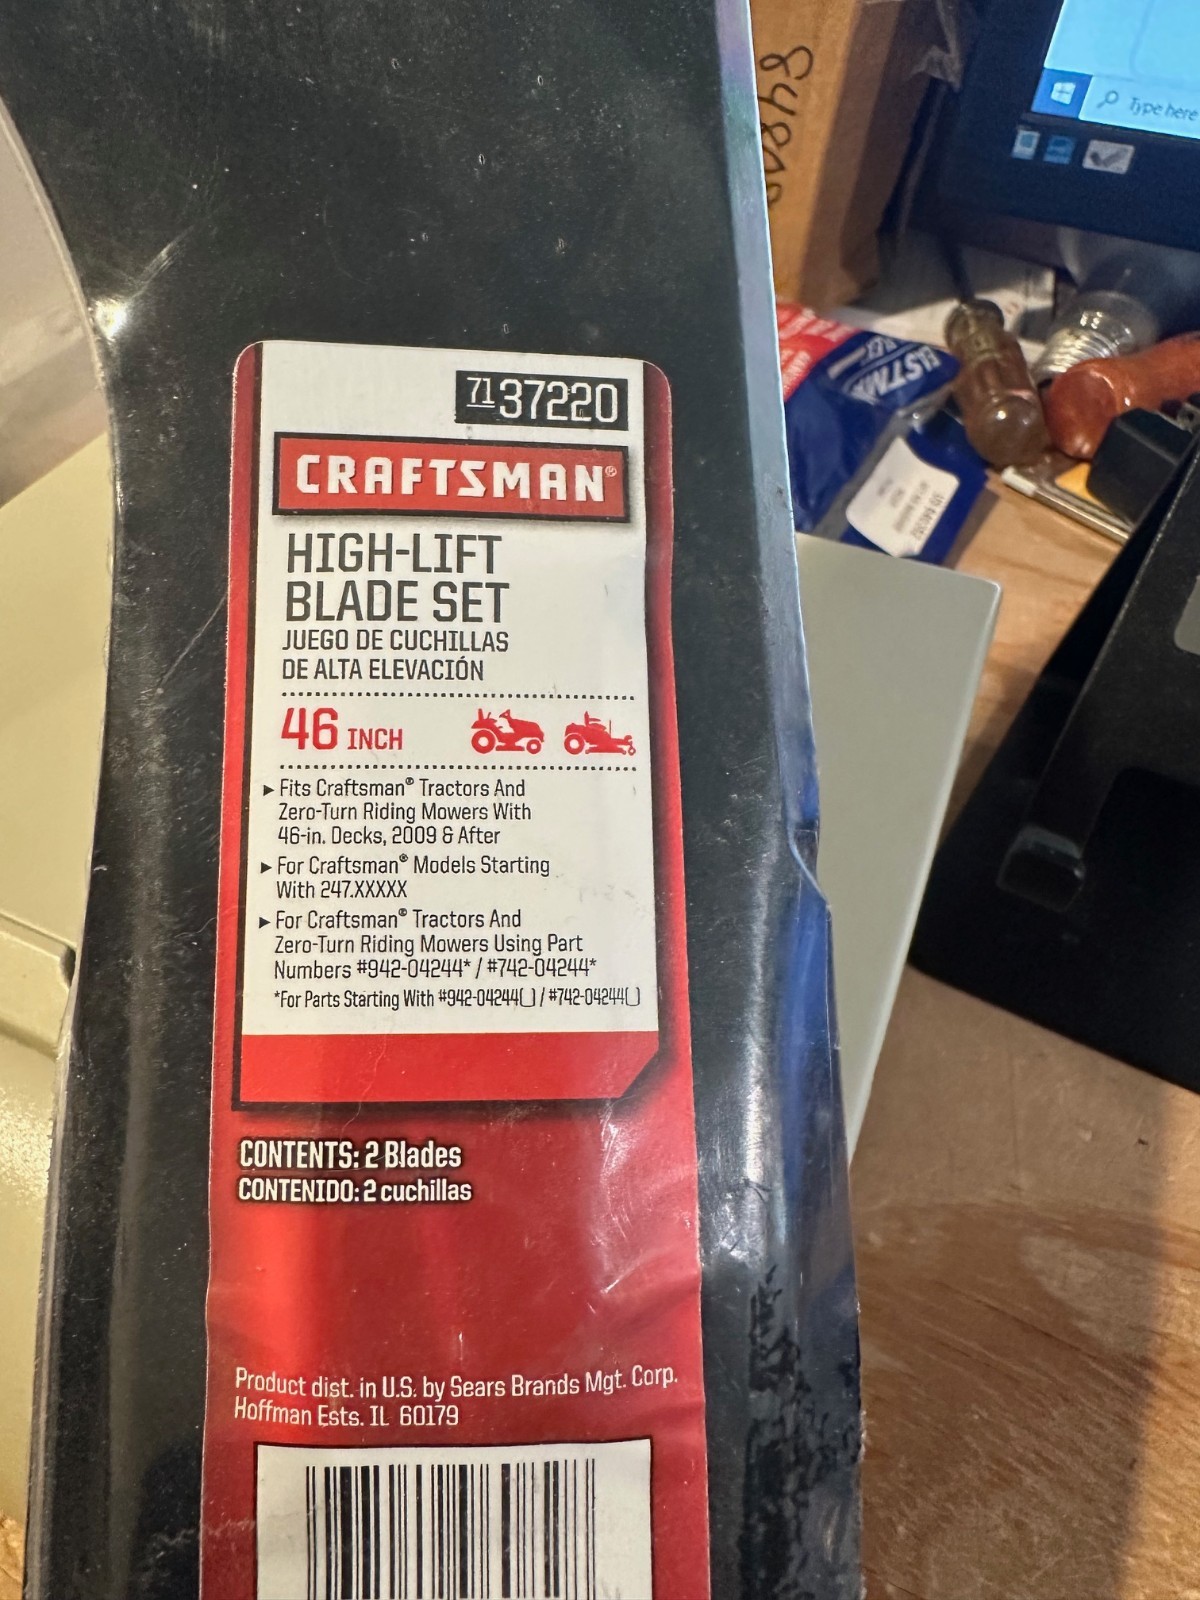 71 37220
CRAFTSMAN®
HIGH-LIFT
BLADE SET
JUEGO DE CUCHILLAS
DE ALTA ELEVACIÓN
46 INCH
▸ Fits Craftsman® Tractors And
Zero-Turn Riding Mowers With
46-in. Decks, 2009 & After
▸ For Craftsman® Models Starting
With 247.XXXXX
▸ For Craftsman® Tractors And
Zero-Turn Riding Mowers Using Part
Numbers #942-04244* / #742-04244*
*For Parts Starting With #942-04244(_) / #742-04244(_)
CONTENTS: 2 Blades
CONTENIDO: 2 cuchillas
Product dist. in U.S. by Sears Brands Mgt. Corp.
Hoffman Ests. IL 60179
Type here